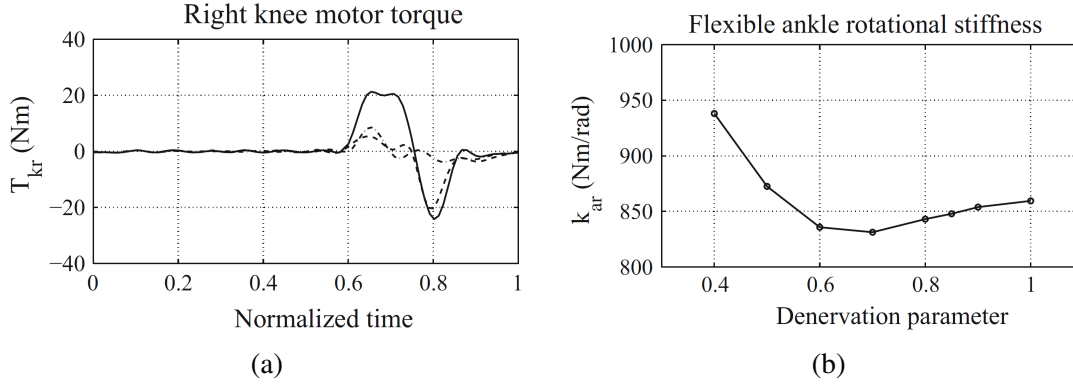 Right knee motor torque
40
20
0
−20
−40
T_kr (Nm)
0 0.2 0.4 0.6 0.8 1
Normalized time
(a)
Flexible ankle rotational stiffness
1000
950
900
850
800
k_ar (Nm/rad)
0.4 0.6 0.8 1
Denervation parameter
(b)